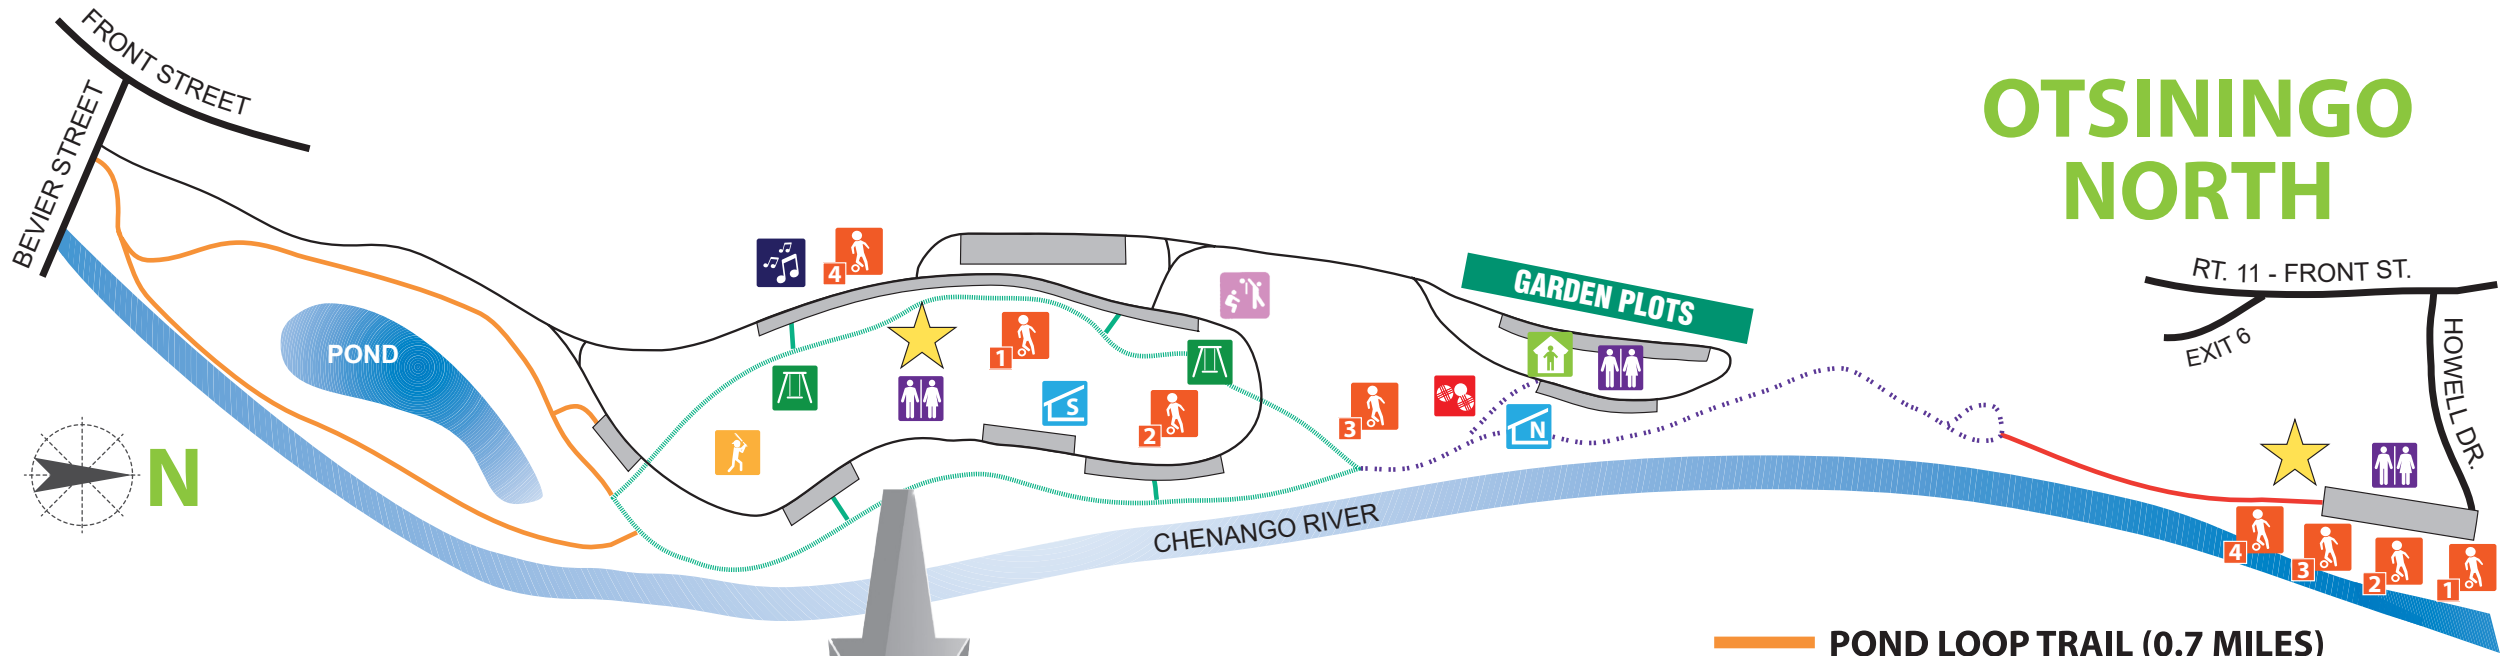 FRONT STREET
BEVIER STREET
OTSININGO
NORTH
RT. 11 - FRONT ST.
EXIT 6
HOWELL DR.
GARDEN PLOTS
POND
N
4
1
S
2
3
N
CHENANGO RIVER
4
3
2
1
POND LOOP TRAIL (0.7 MILES)